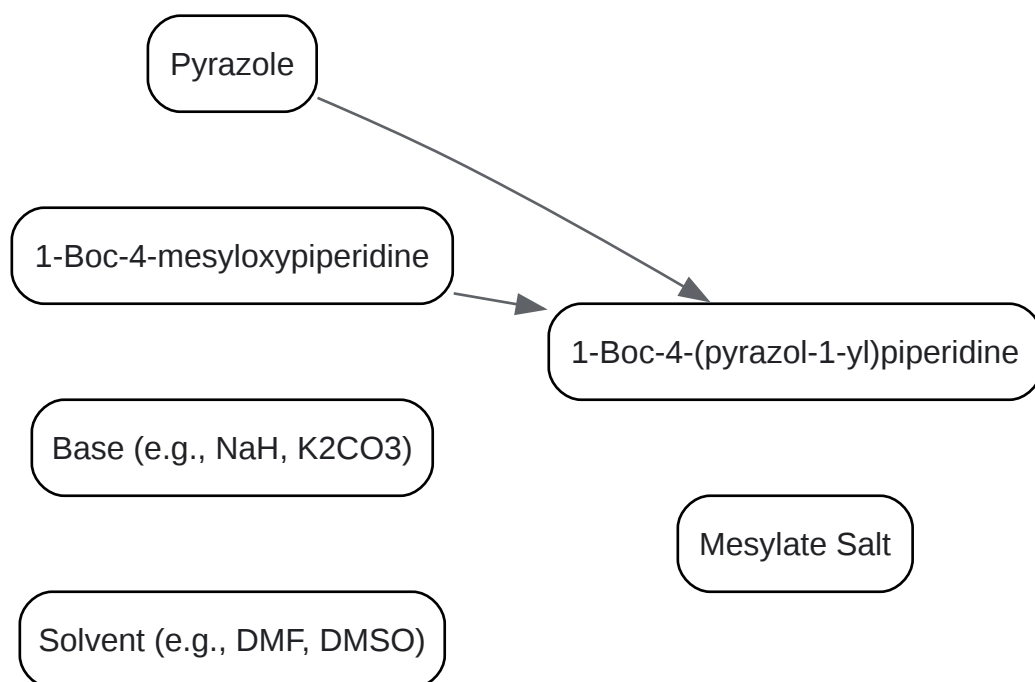 Pyrazole
1-Boc-4-mesyloxypiperidine
1-Boc-4-(pyrazol-1-yl)piperidine
Base (e.g., NaH, K2CO3)
Mesylate Salt
Solvent (e.g., DMF, DMSO)